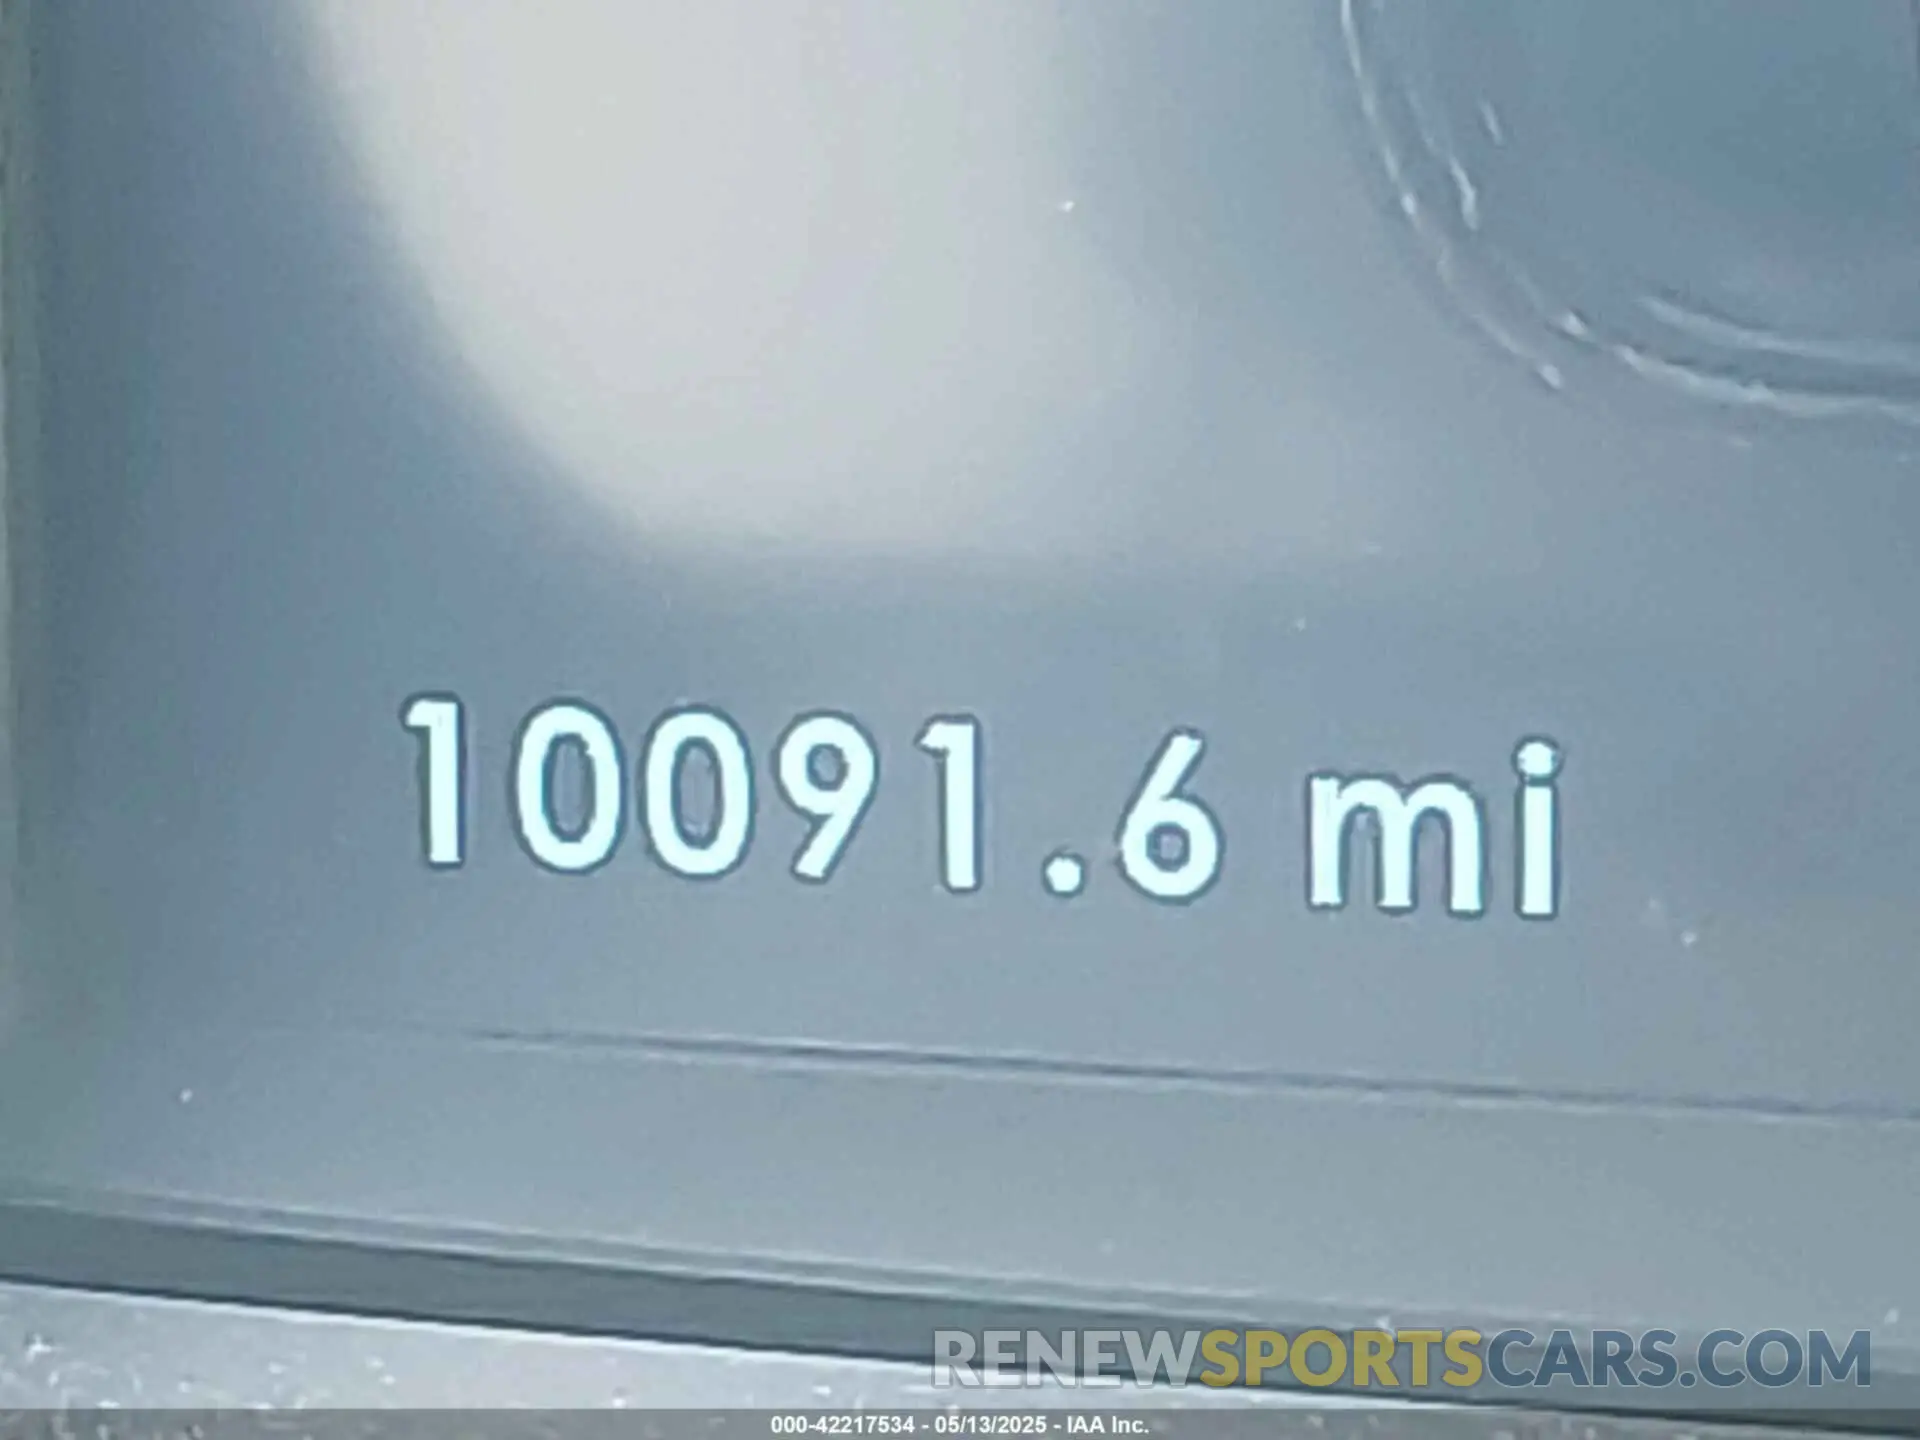 10091.6 mi
RENEWSPORTSCARS.COM
000-42217534 - 05/13/2025 - IAA Inc.